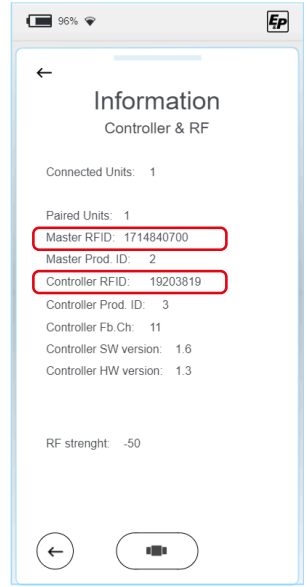 96% EP
Information
Controller & RF
Connected Units: 1
Paired Units: 1
Master RFID: 1714840700
Master Prod. ID: 2
Controller RFID: 19203819
Controller Prod. ID: 3
Controller Fb.Ch: 11
Controller SW version: 1.6
Controller HW version: 1.3
RF strenght: -50